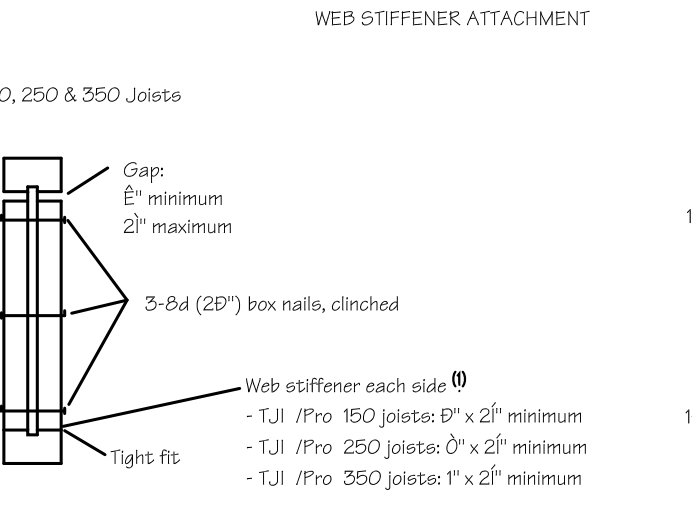 WEB STIFFENER ATTACHMENT
0, 250 & 350 Joists
Gap:
Ê" minimum
2Ì" maximum
1
3-8d (2Ð") box nails, clinched
Web stiffener each side (1)
- TJI /Pro 150 joists: Ð" x 2Í" minimum
1
- TJI /Pro 250 joists: Ò" x 2Í" minimum
Tight fit
- TJI /Pro 350 joists: 1" x 2Í" minimum